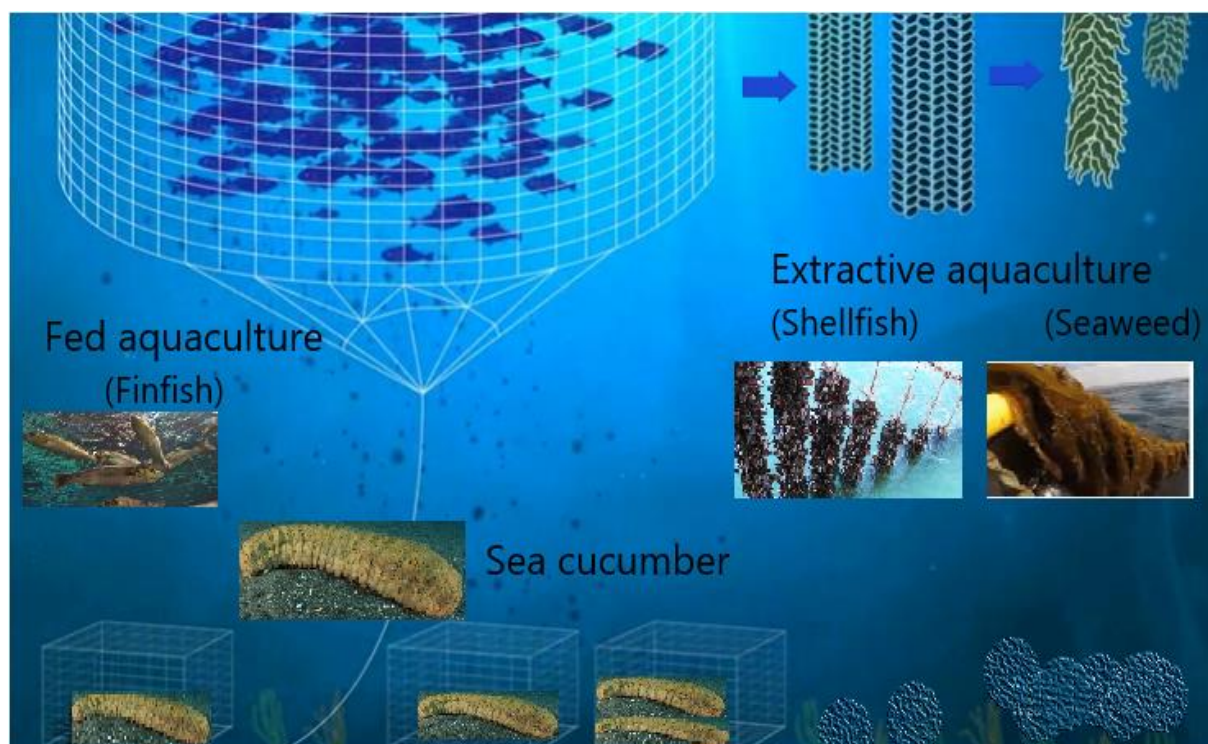 Extractive aquaculture
(Shellfish) (Seaweed)
Fed aquaculture
(Finfish)
Sea cucumber